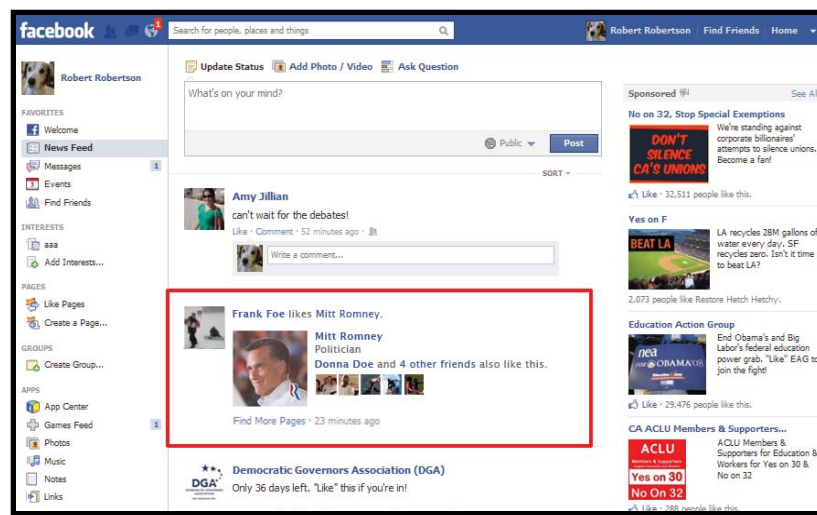 facebook
1
Search for people, places and things
Robert Robertson
Find Friends
Home
Robert Robertson
FAVORITES
Welcome
News Feed
Messages 1
Events
Find Friends
INTERESTS
aaa
Add Interests...
PAGES
Like Pages
Create a Page...
GROUPS
Create Group...
APPS
App Center
Games Feed 1
Photos
Music
Notes
Links
Update Status Add Photo / Video Ask Question
What's on your mind?
Public Post
SORT
Amy Jillian
can't wait for the debates!
Like · Comment · 52 minutes ago ·
Write a comment...
Frank Foe likes Mitt Romney.
Mitt Romney
Politician
Donna Doe and 4 other friends also like this.
Find More Pages · 23 minutes ago
DGA
Democratic Governors Association (DGA)
Only 36 days left. "Like" this if you're in!
Sponsored See Al
No on 32, Stop Special Exemptions
DON'T
SILENCE
CA'S UNIONS
We're standing against
corporate billionaires'
attempts to silence unions.
Become a fan!
Like · 32,511 people like this.
Yes on F
BEAT LA
LA recycles 28M gallons of
water every day. SF
recycles zero. Isn't it time
to beat LA?
2,073 people like Restore Hetch Hetchy.
Education Action Group
nea
FOR OBAMA'08
End Obama's and Big
Labor's federal education
power grab. "Like" EAG to
join the fight!
Like · 29,476 people like this.
CA ACLU Members & Supporters...
ACLU
Members & Supporters
Yes on 30
No On 32
ACLU Members &
Supporters for Education &
Workers for Yes on 30 &
No on 32
Like · 288 people like this.